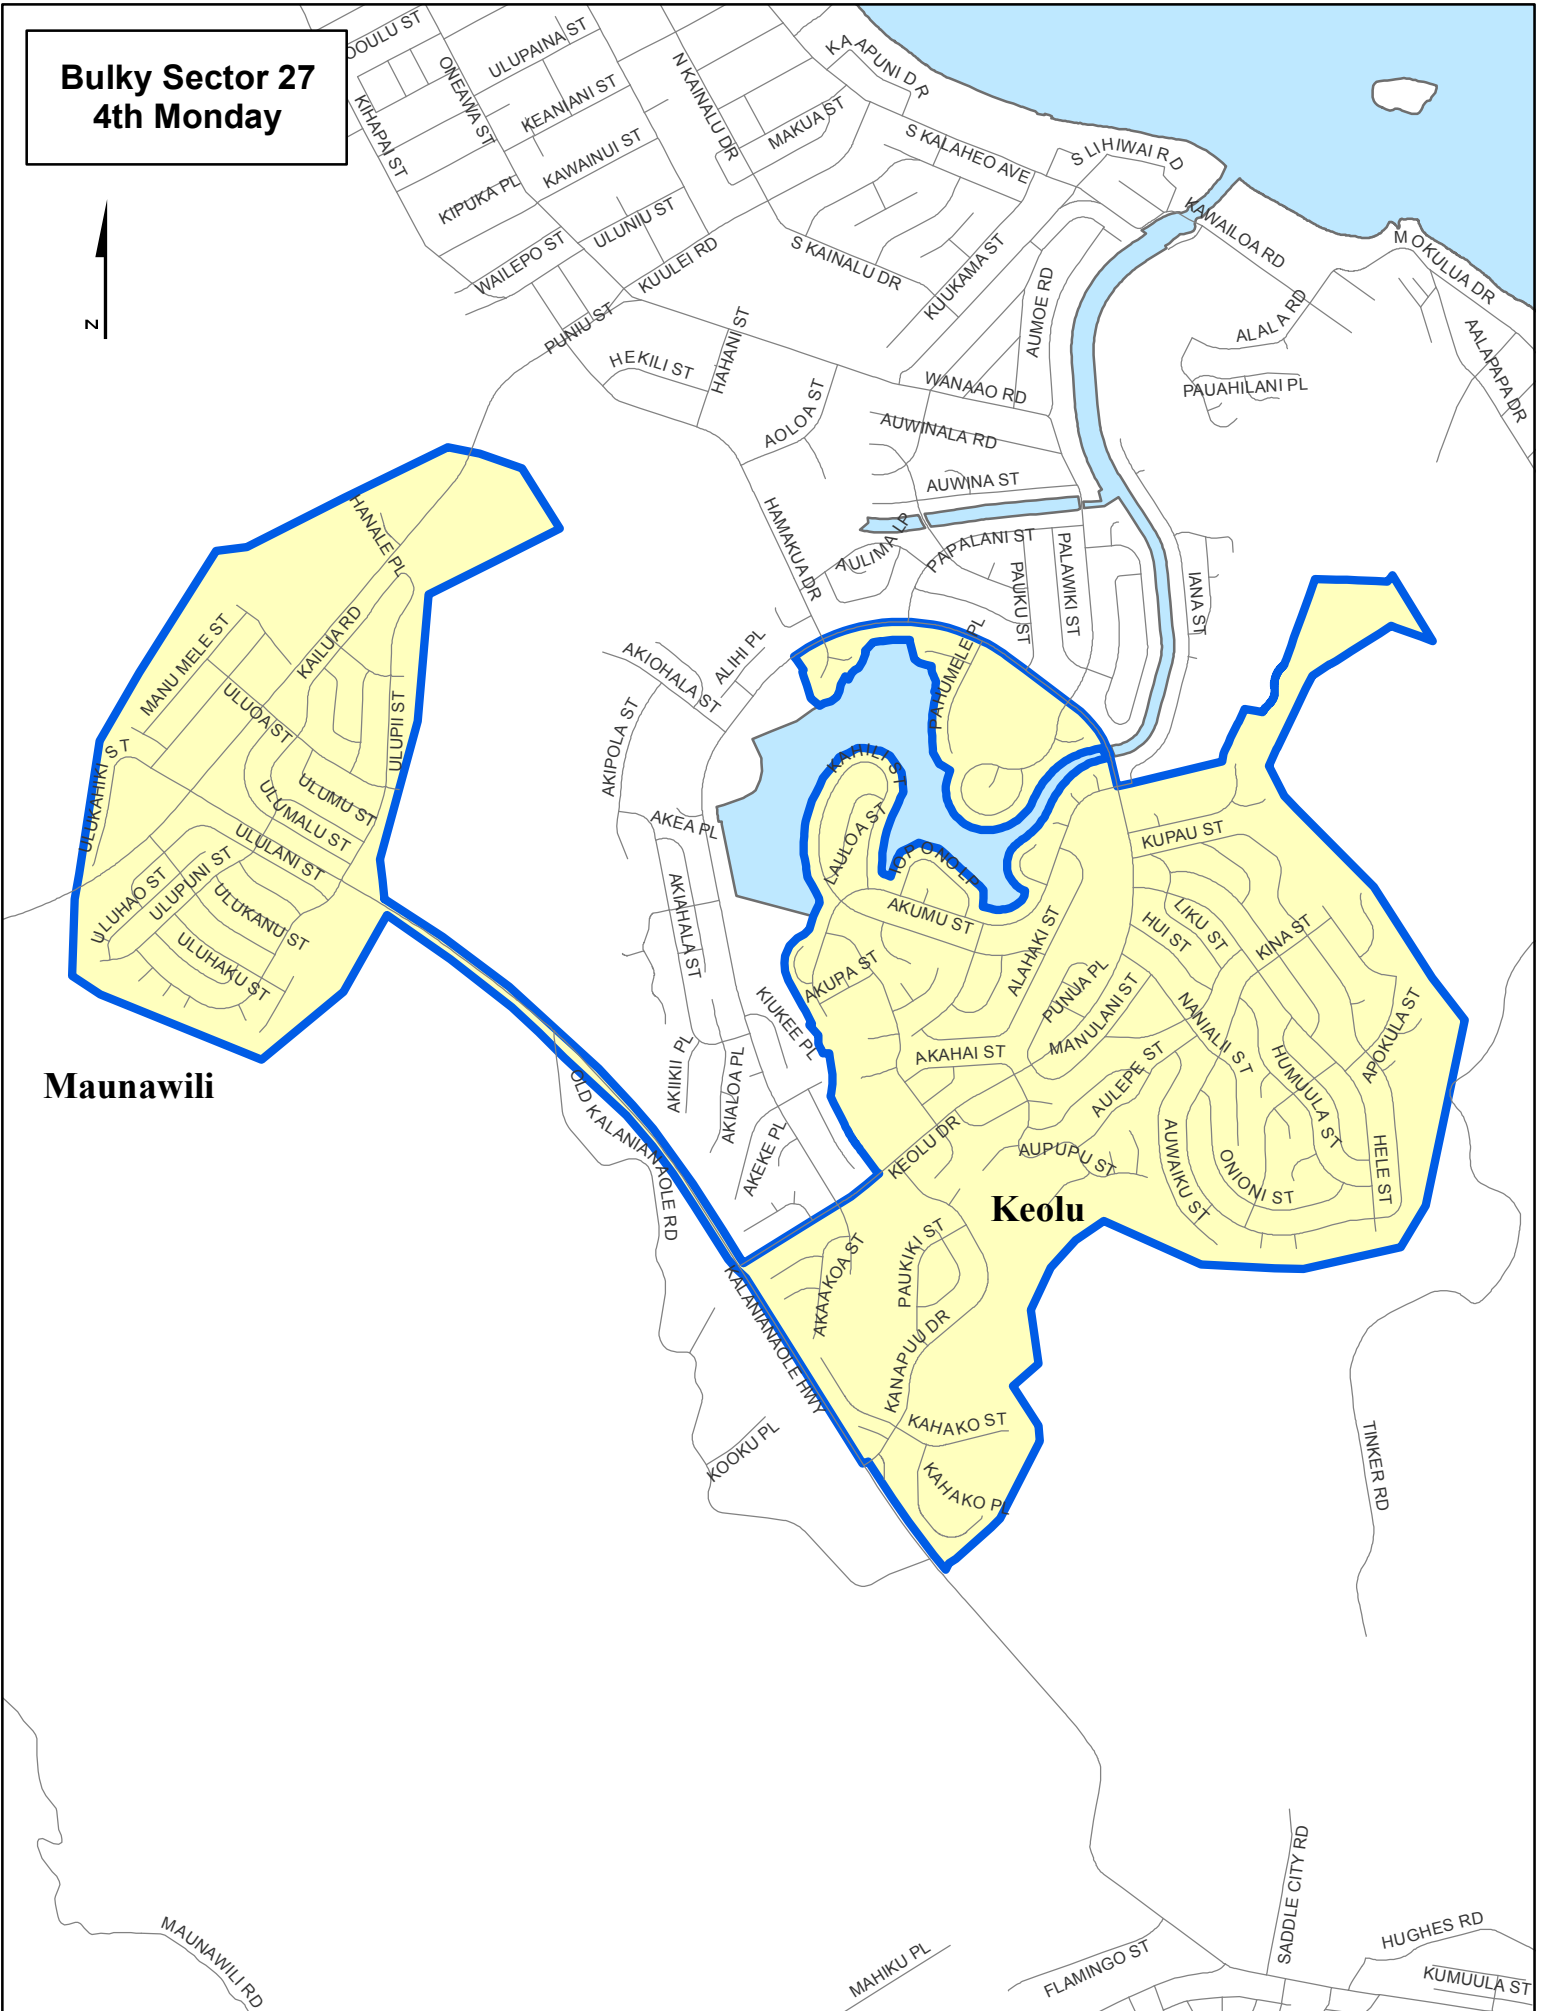 Bulky Sector 27
4th Monday
OOULU ST
ONEAWA ST
ULUPAINA ST
KIHAPAI ST
KEANIANI ST
N KAINALU DR
KAAPUNI DR
MAKUA ST
KAWAINUI ST
KIPUKA PL
S KALAHEO AVE
S LIHIWAI RD
KAWAILOA RD
MOKULUA DR
ULUNIU ST
WAILEPO ST
KUULEI RD
S KAINALU DR
KUUKAMA ST
AUMOE RD
ALALA RD
AALAPAPA DR
Z
PUNIU ST
HEKILI ST
HAHANI ST
AOLOA ST
WANAAO RD
PAUAHILANI PL
AUWINALA RD
AUWINA ST
HAMAKUA DR
AULIMA LP
PAPALANI ST
PAUKU ST
PALAWIKI ST
IANA ST
HANALE PL
MANU MELE ST
KAILUA RD
ULUOA ST
ULUPII ST
ULUKAHIKI ST
ULUMU ST
ULUMALU ST
ULULANI ST
ULUHAO ST
ULUPUNI ST
ULUKANU ST
ULUHAKU ST
AKIOHALA ST
ALIHI PL
AKIPOLA ST
PAHUMELE PL
KAHILI ST
AKEA PL
LAULOA ST
IOPONO LP
KUPAU ST
AKIAHALA ST
AKUMU ST
LIKU ST
HUI ST
KINA ST
ALAHAKI ST
AKUPA ST
PUNUA PL
MANULANI ST
NANIALII ST
APOKULA ST
KIUKEE PL
AKAHAI ST
HUMUULA ST
AKIIKII PL
AKIALOA PL
AULEPE ST
OLD KALANIANAOLE RD
AKEKE PL
KEOLU DR
AUPUPU ST
AUWAIKU ST
ONIONI ST
HELE ST
Maunawili
Keolu
PAUKIKI ST
AKAAKOA ST
KALANIANAOLE HWY
KANAPUU DR
KAHAKO ST
KOOKU PL
KAHAKO PL
TINKER RD
MAUNAWILI RD
MAHIKU PL
FLAMINGO ST
SADDLE CITY RD
HUGHES RD
KUMUULA ST